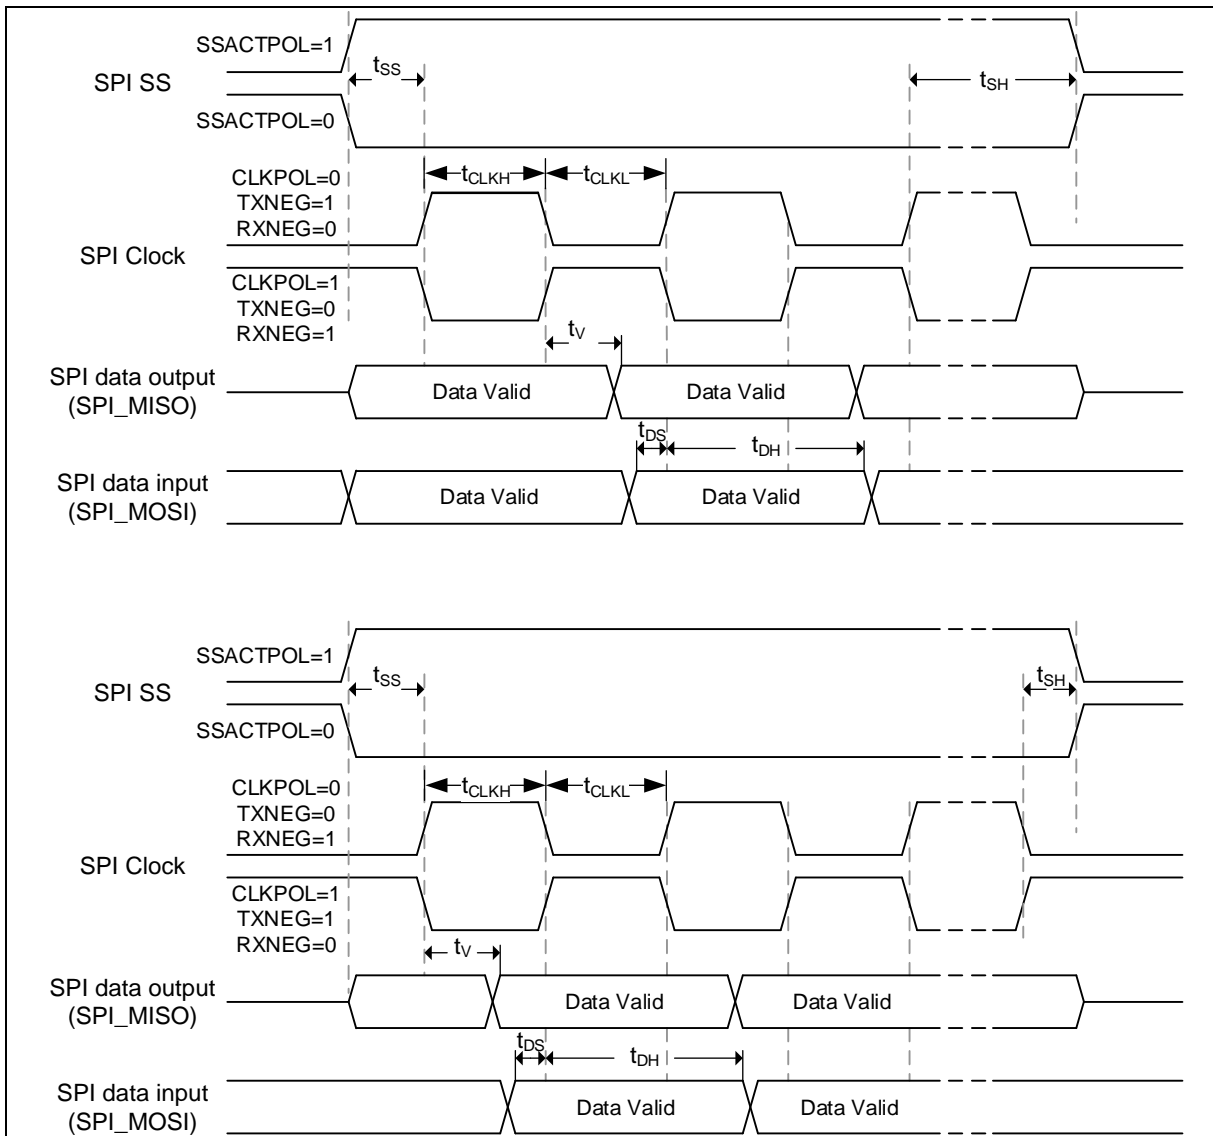 SSACTPOL=1
SPI SS
tSS
tSH
SSACTPOL=0
CLKPOL=0
TXNEG=1
RXNEG=0
tCLKH
tCLKL
SPI Clock
CLKPOL=1
TXNEG=0
RXNEG=1
tV
SPI data output
(SPI_MISO)
Data Valid
Data Valid
tDS
tDH
SPI data input
(SPI_MOSI)
Data Valid
Data Valid
SSACTPOL=1
SPI SS
tSS
tSH
SSACTPOL=0
CLKPOL=0
TXNEG=0
RXNEG=1
tCLKH
tCLKL
SPI Clock
CLKPOL=1
TXNEG=1
RXNEG=0
tV
SPI data output
(SPI_MISO)
Data Valid
Data Valid
tDS
tDH
SPI data input
(SPI_MOSI)
Data Valid
Data Valid